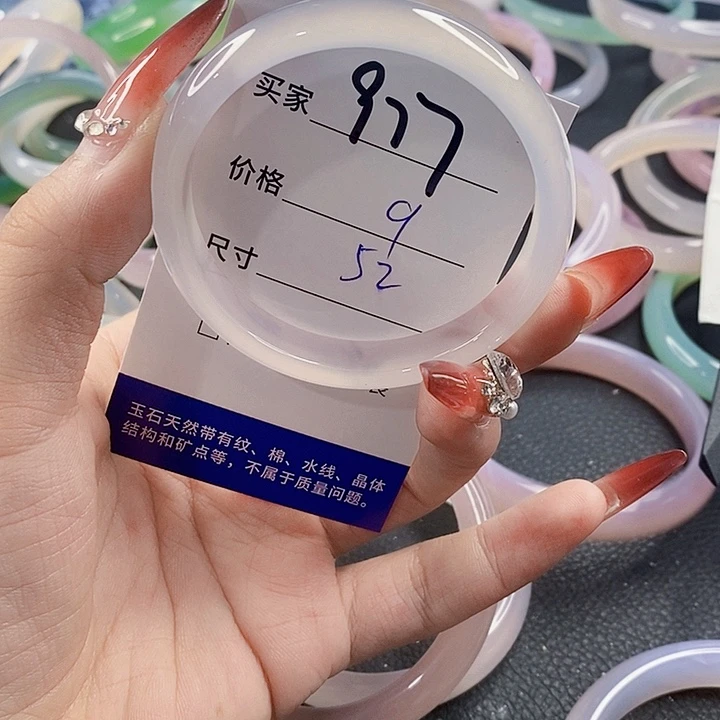 买家 977
价格 9
尺寸 52
玉石天然带有纹、棉、水线、晶体
结构和矿点等，不属于质量问题。